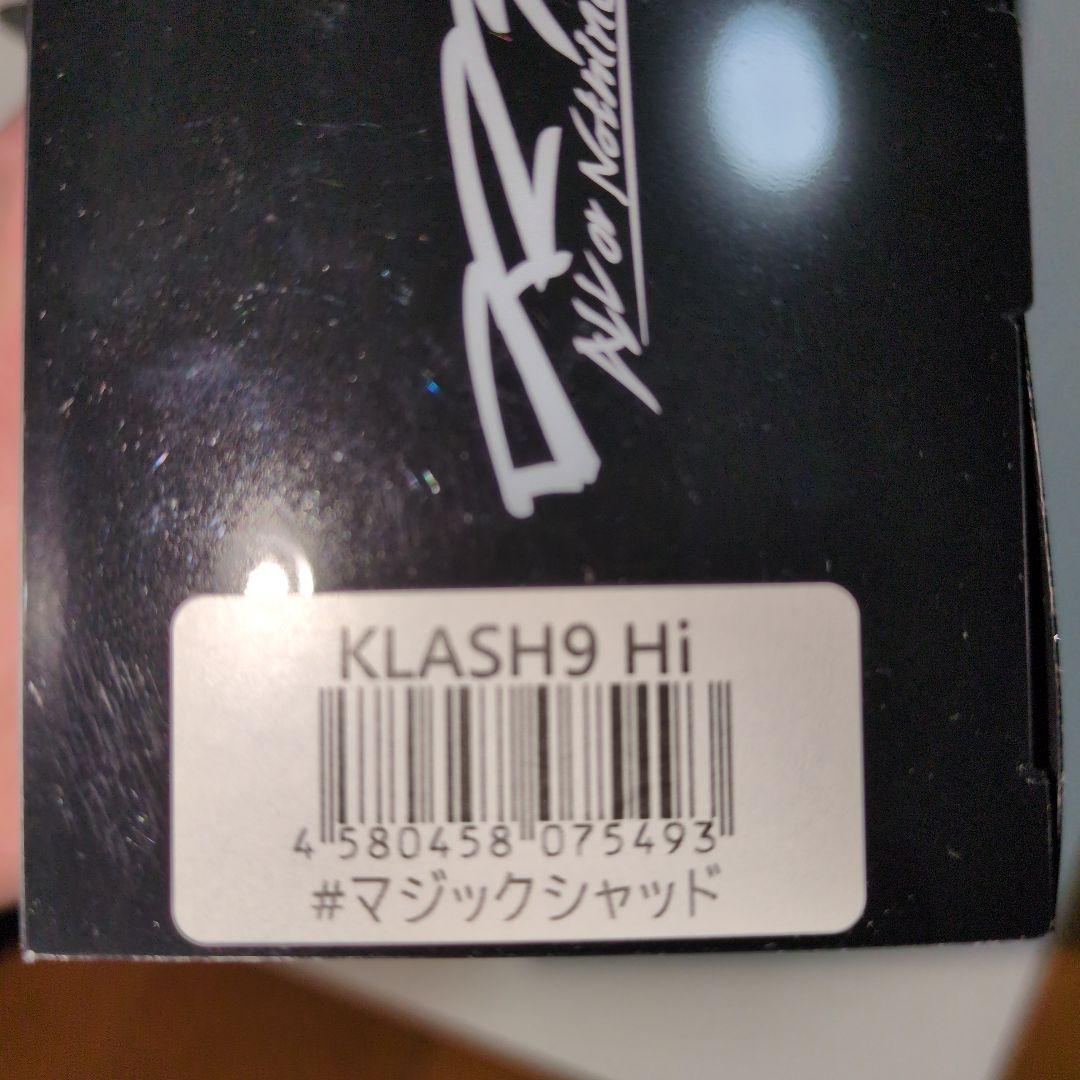 All or Nothing
KLASH9 Hi
4 580458 075493
#マジックシャッド